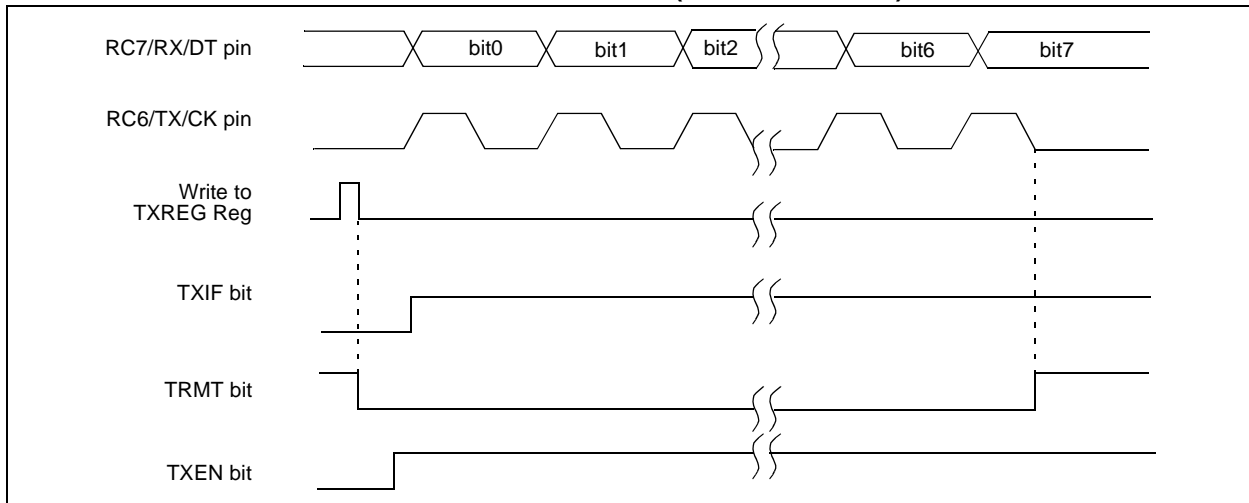 RC7/RX/DT pin
bit0 bit1 bit2 bit6 bit7
RC6/TX/CK pin
Write to
TXREG Reg
TXIF bit
TRMT bit
TXEN bit